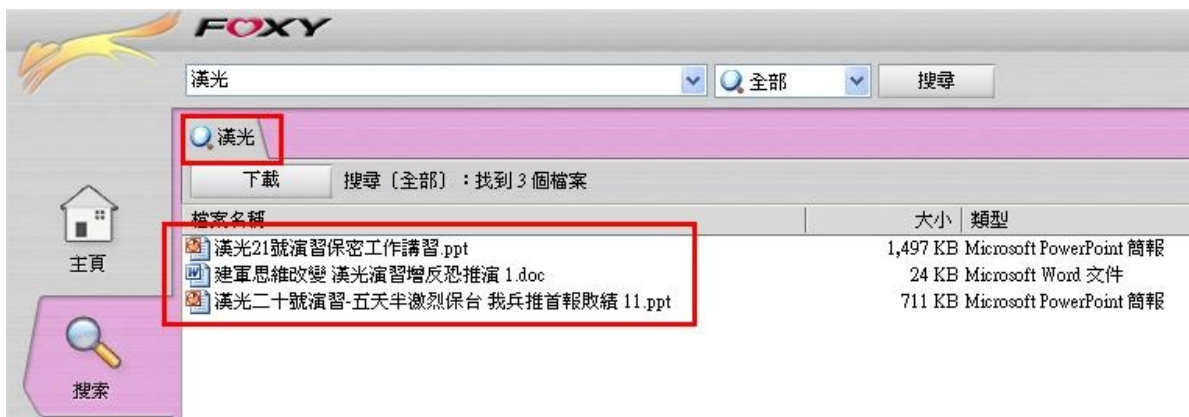 FOXY
漢光 全部 搜尋
漢光
下載 搜尋〔全部〕：找到 3 個檔案
檔案名稱 大小 類型
漢光21號演習保密工作講習.ppt 1,497 KB Microsoft PowerPoint 簡報
建軍思維改變 漢光演習增反恐推演 1.doc 24 KB Microsoft Word 文件
漢光二十號演習-五天半激烈保台 我兵推首報敗績 11.ppt 711 KB Microsoft PowerPoint 簡報
主頁
搜索